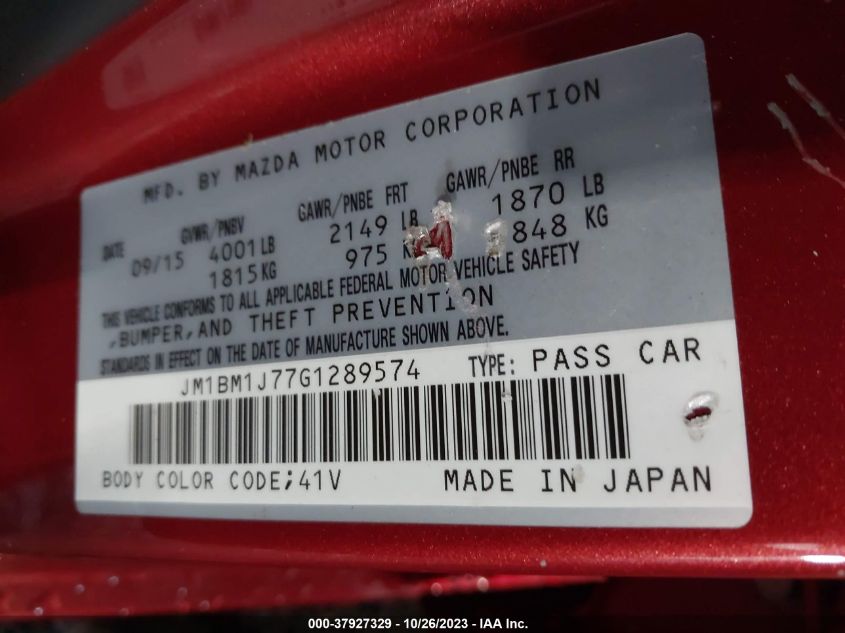 MFD. BY MAZDA MOTOR CORPORATION
DATE GVWR/PNBV GAWR/PNBE FRT GAWR/PNBE RR
09/15 4001LB 2149 LB 1870 LB
1815KG 975 848 KG
THIS VEHICLE CONFORMS TO ALL APPLICABLE FEDERAL MOTOR VEHICLE SAFETY
,BUMPER,AND THEFT PREVENTION
STANDARDS IN EFFECT ON THE DATE OF MANUFACTURE SHOWN ABOVE.
JM1BM1J77G1289574 TYPE: PASS CAR
BODY COLOR CODE;41V MADE IN JAPAN
000-37927329 - 10/26/2023 - IAA Inc.